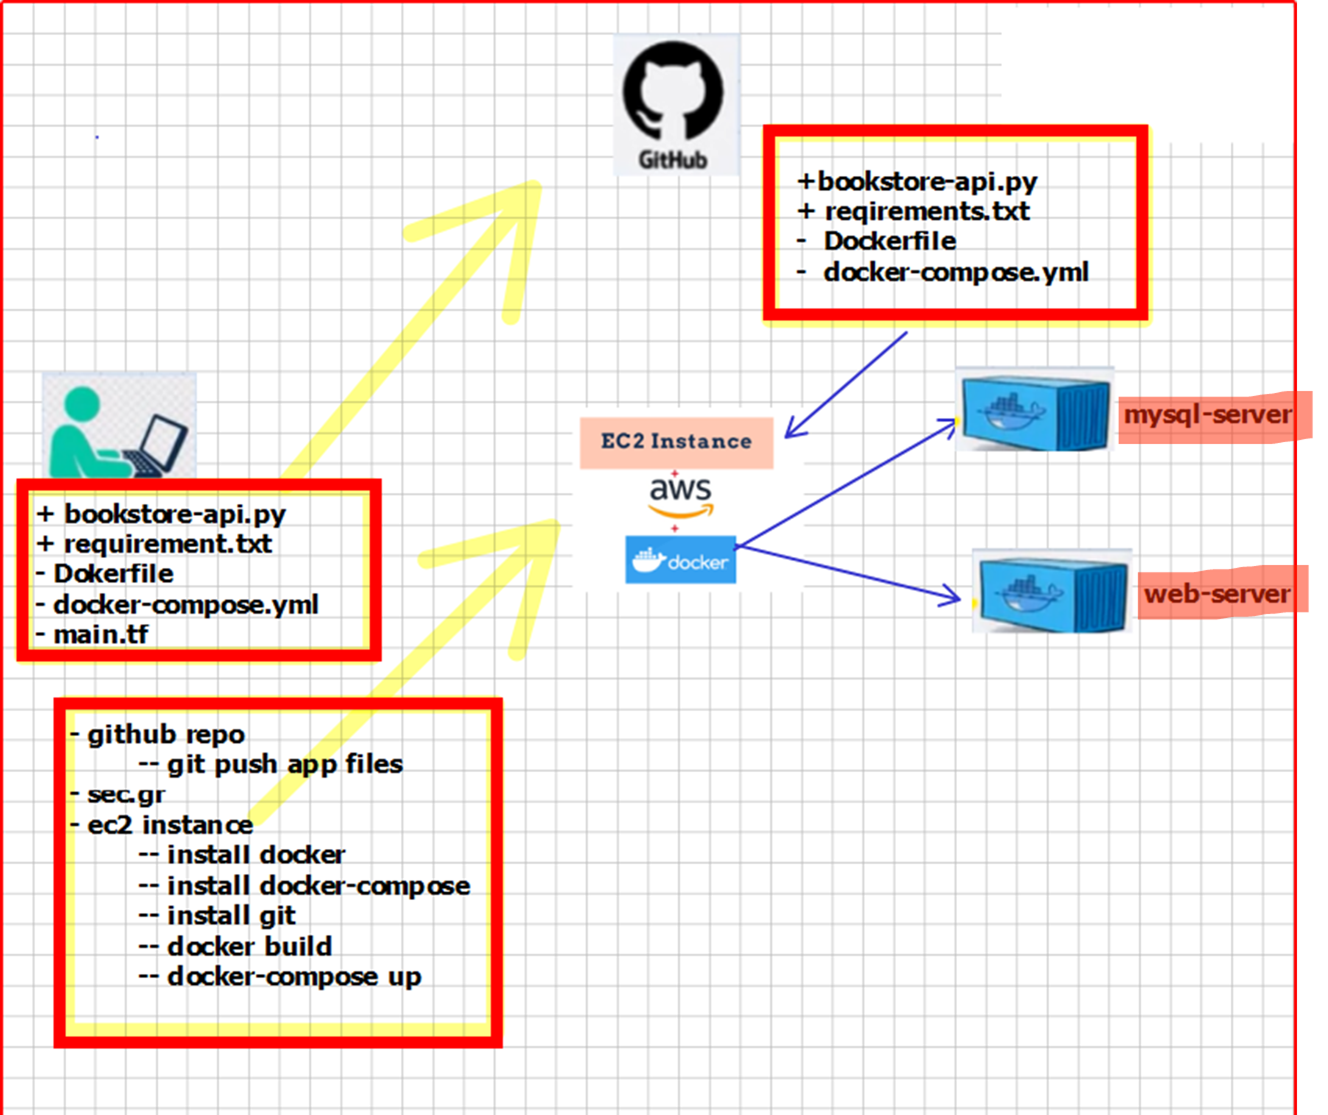 GitHub
+bookstore-api.py
+ reqirements.txt
- Dockerfile
- docker-compose.yml
EC2 Instance
+
aws
+
docker
mysql-server
web-server
+ bookstore-api.py
+ requirement.txt
- Dokerfile
- docker-compose.yml
- main.tf
- github repo
-- git push app files
- sec.gr
- ec2 instance
-- install docker
-- install docker-compose
-- install git
-- docker build
-- docker-compose up